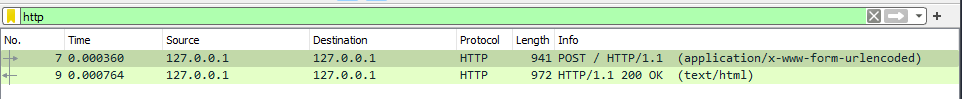 http
No. Time Source Destination Protocol Length Info
7 0.000360 127.0.0.1 127.0.0.1 HTTP 941 POST / HTTP/1.1 (application/x-www-form-urlencoded)
9 0.000764 127.0.0.1 127.0.0.1 HTTP 972 HTTP/1.1 200 OK (text/html)